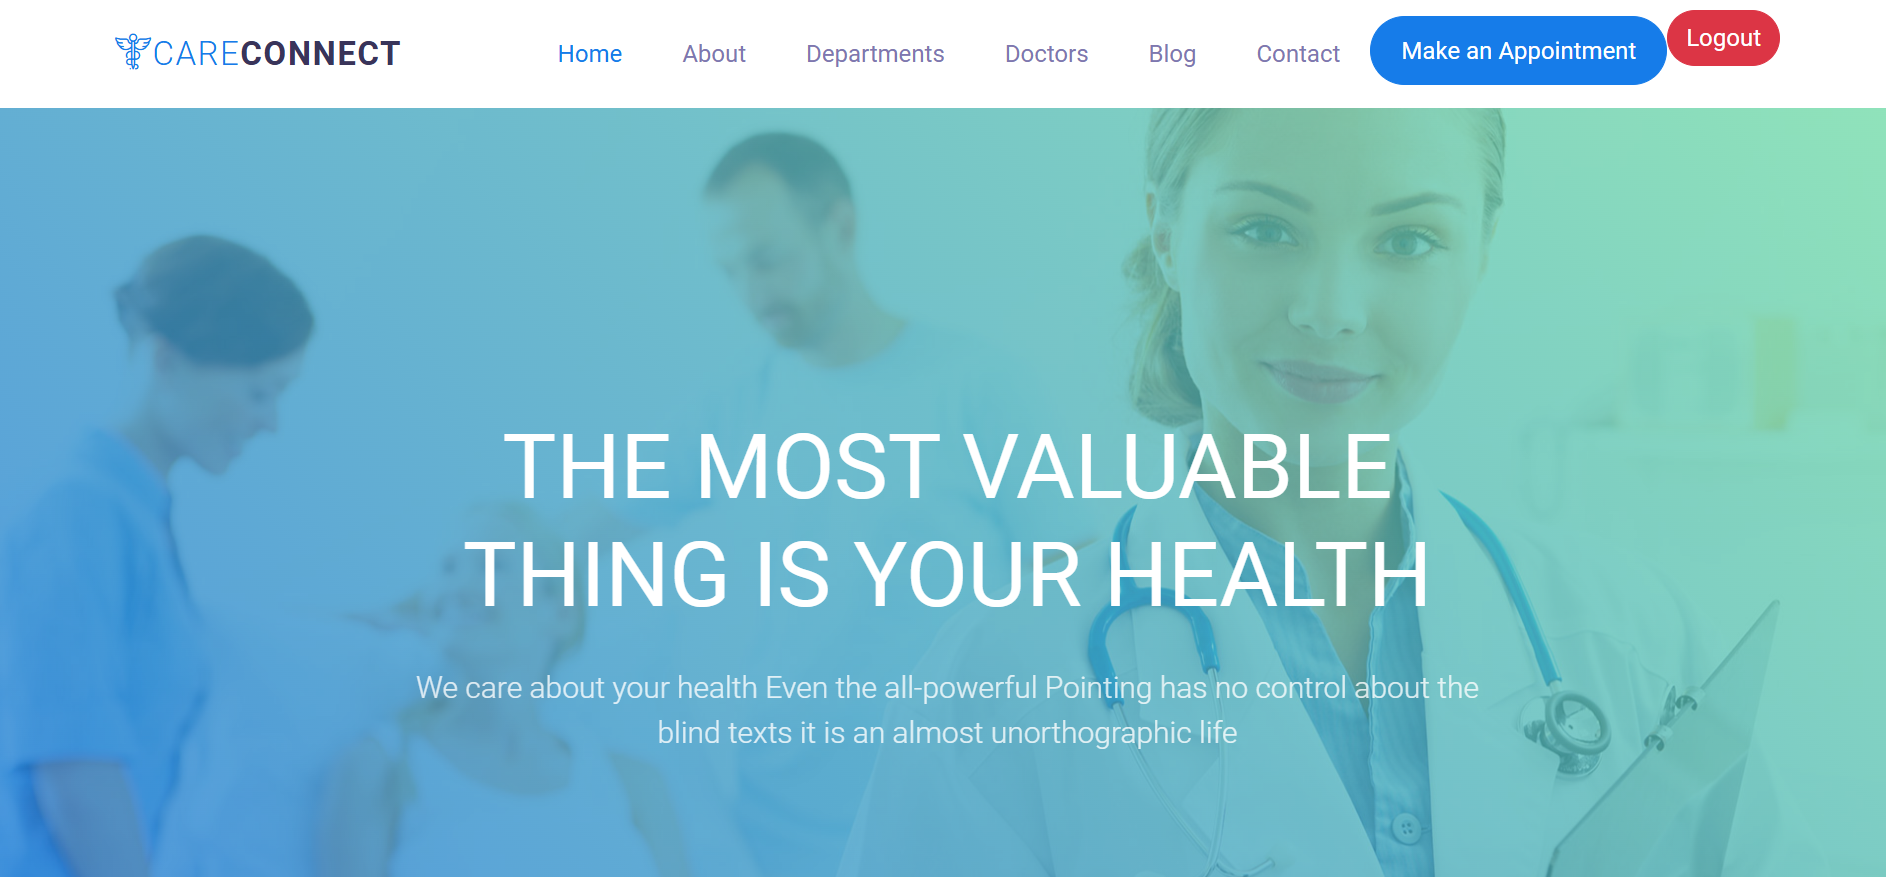 CARECONNECT
Home About Departments Doctors Blog Contact Make an Appointment Logout
THE MOST VALUABLE
THING IS YOUR HEALTH
We care about your health Even the all-powerful Pointing has no control about the
blind texts it is an almost unorthographic life